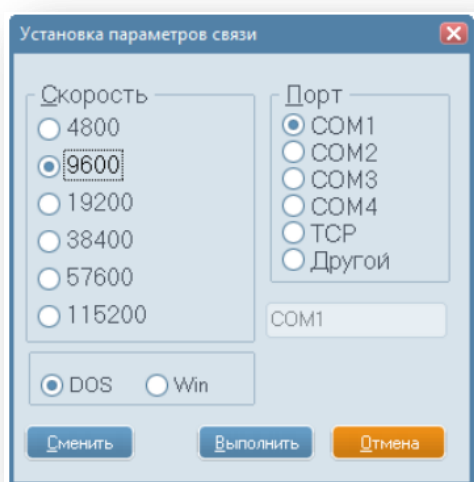 Установка параметров связи
Скорость
4800
9600
19200
38400
57600
115200
Порт
COM1
COM2
COM3
COM4
TCP
Другой
COM1
DOS
Win
Сменить
Выполнить
Отмена